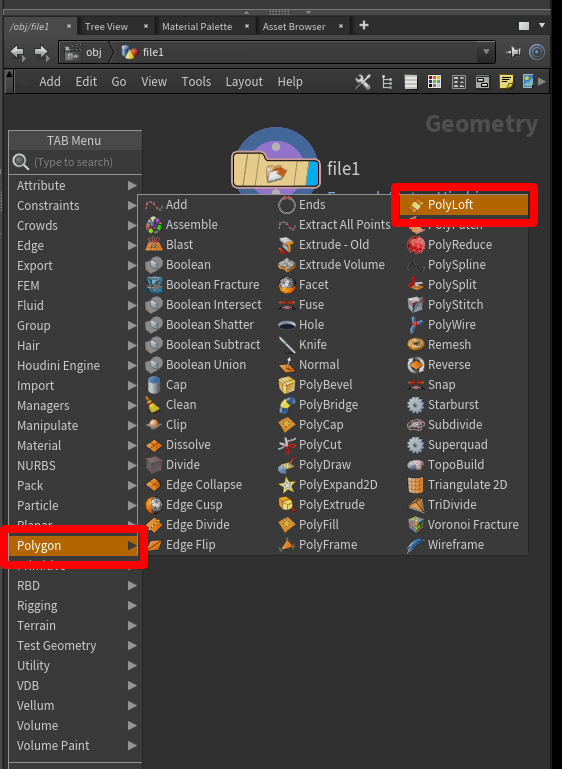 /obj/file1 × Tree View × Material Palette × Asset Browser ×
obj file1
Add Edit Go View Tools Layout Help
Geometry
file1
TAB Menu
(Type to search)
Attribute
Constraints
Crowds
Edge
Export
FEM
Fluid
Group
Hair
Houdini Engine
Import
Managers
Manipulate
Material
NURBS
Pack
Particle
Planar
Polygon
Primitive
RBD
Rigging
Terrain
Test Geometry
Utility
VDB
Vellum
Volume
Volume Paint
Add
Assemble
Blast
Boolean
Boolean Fracture
Boolean Intersect
Boolean Shatter
Boolean Subtract
Boolean Union
Cap
Clean
Clip
Dissolve
Divide
Edge Collapse
Edge Cusp
Edge Divide
Edge Flip
Ends
Extract All Points
Extrude - Old
Extrude Volume
Facet
Fuse
Hole
Knife
Normal
PolyBevel
PolyBridge
PolyCap
PolyCut
PolyDraw
PolyExpand2D
PolyExtrude
PolyFill
PolyFrame
PolyLoft
PolyPatch
PolyReduce
PolySpline
PolySplit
PolyStitch
PolyWire
Remesh
Reverse
Snap
Starburst
Subdivide
Superquad
TopoBuild
Triangulate 2D
TriDivide
Voronoi Fracture
Wireframe